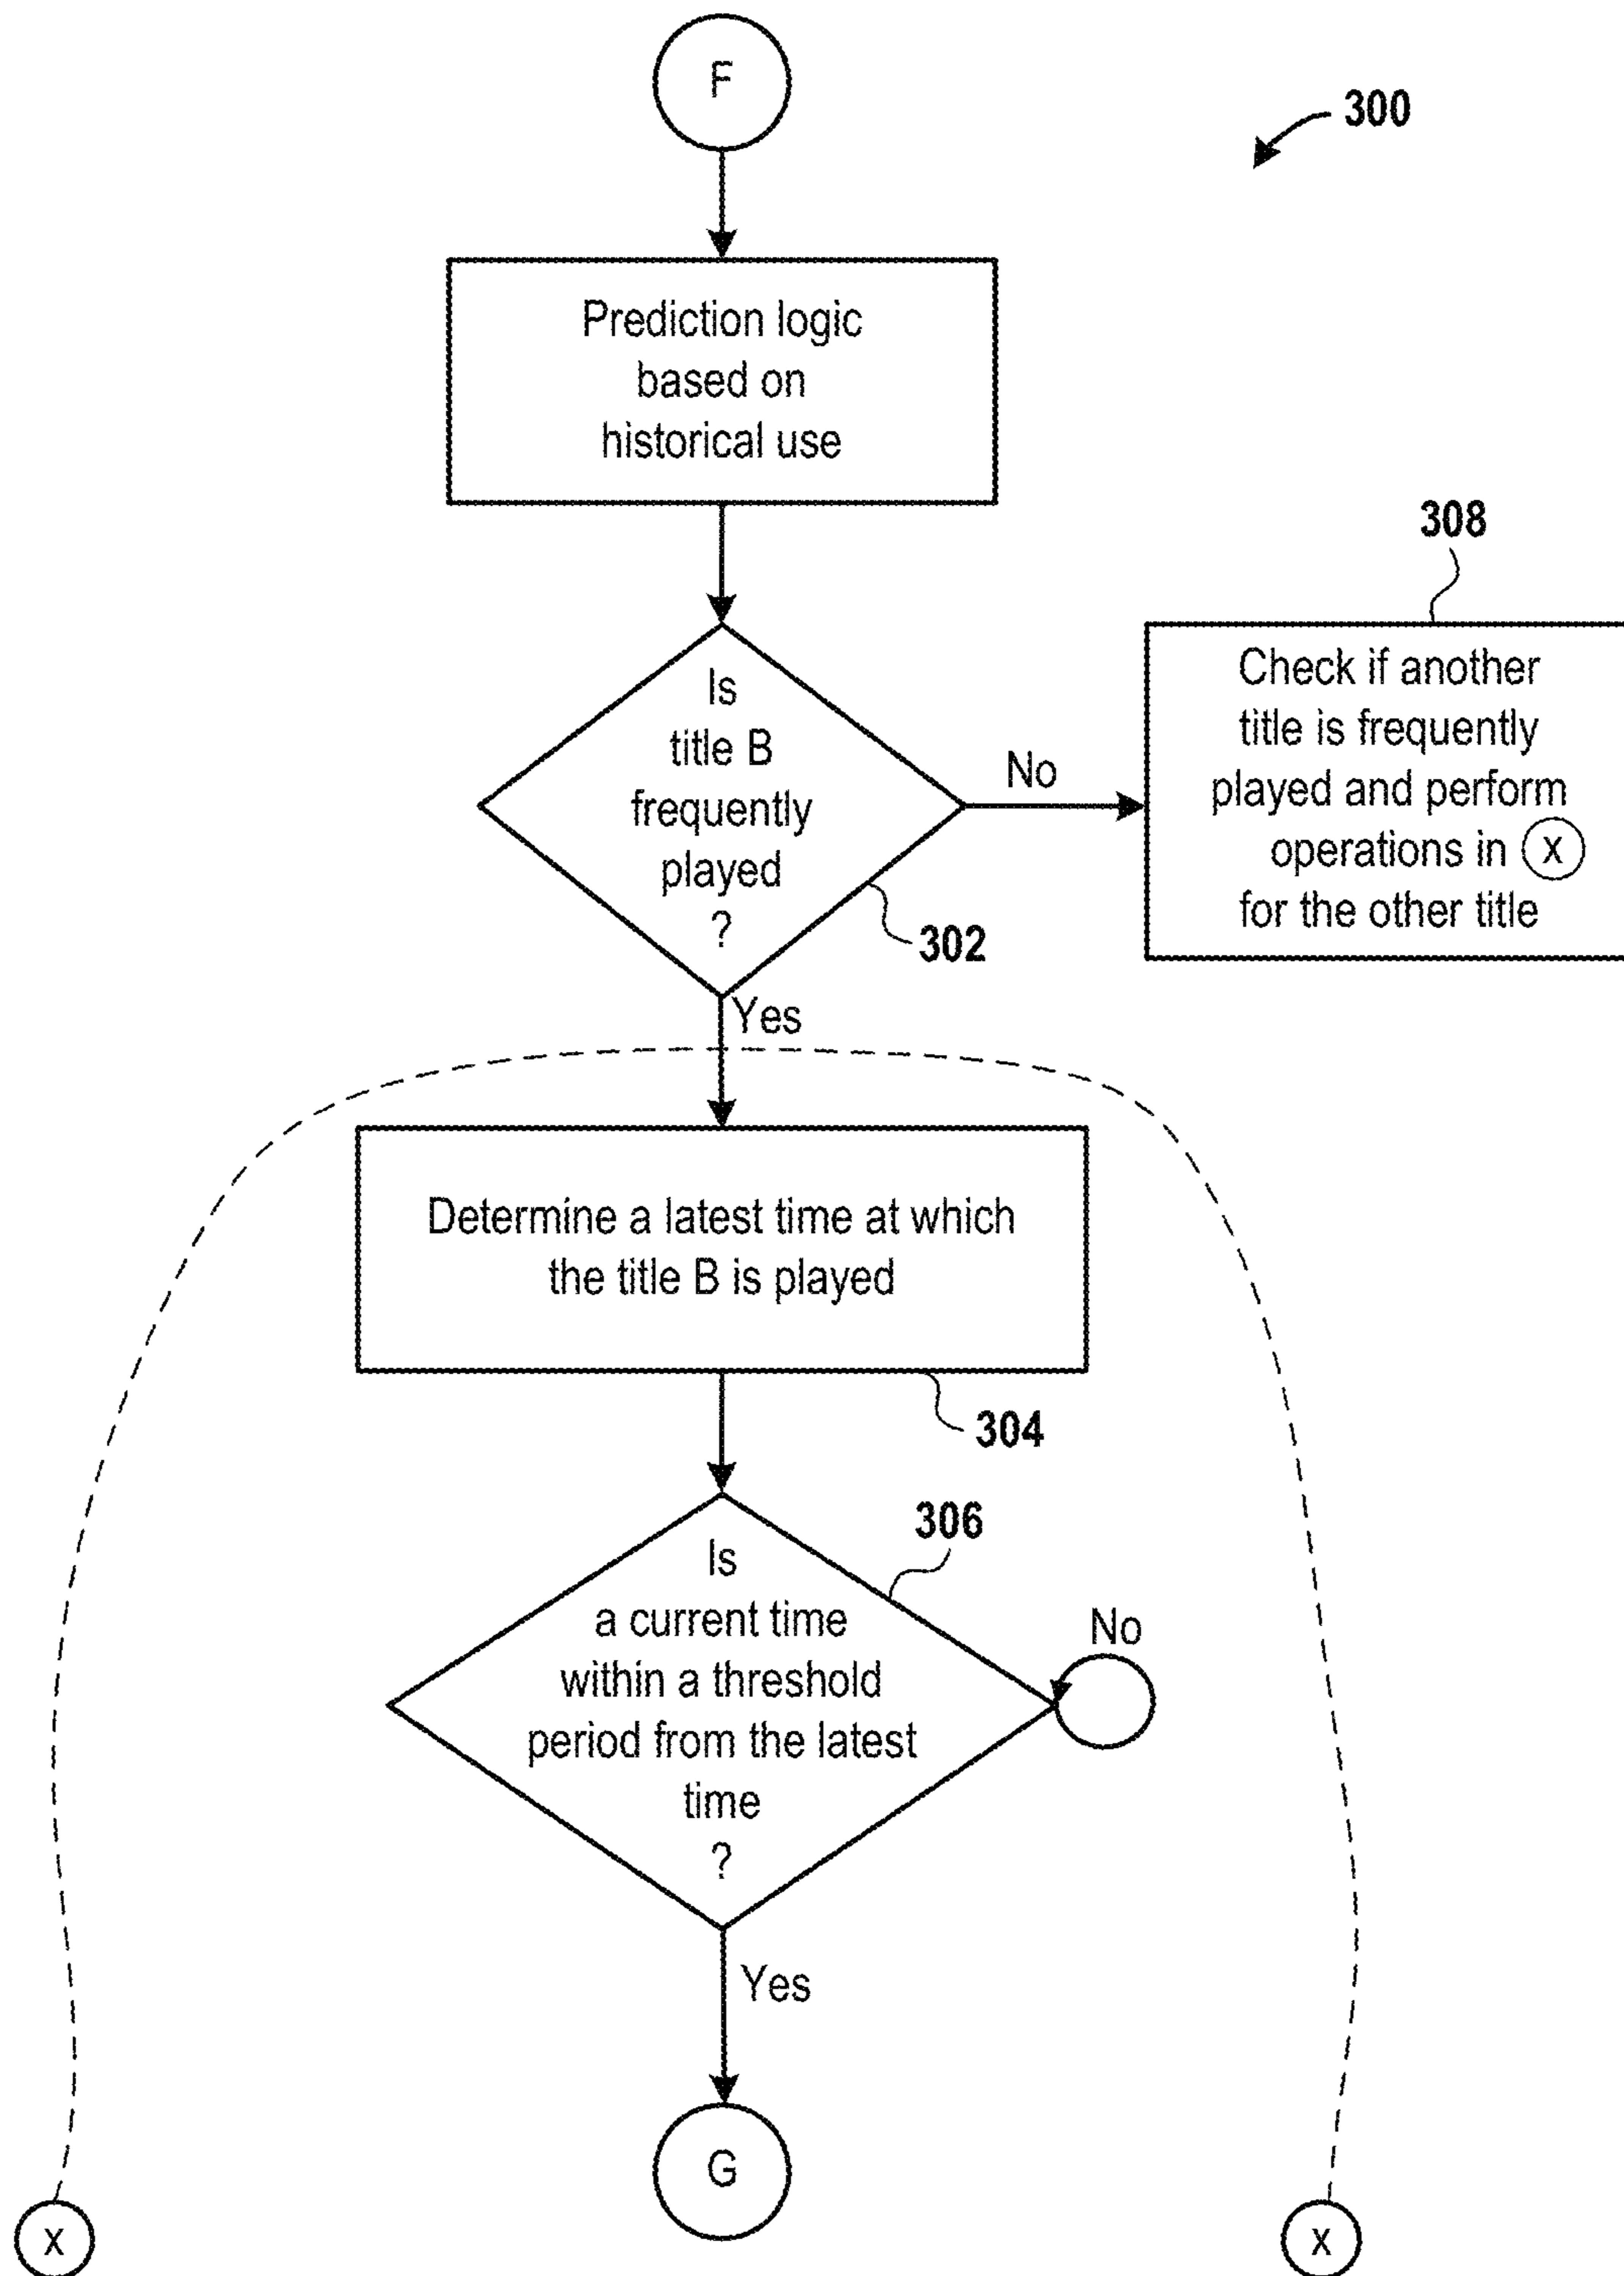 F
300
Prediction logic
based on
historical use
308
Check if another
title is frequently
played and perform
operations in X
for the other title
Is
title B
frequently
played
?
No
302
Yes
Determine a latest time at which
the title B is played
304
306
Is
a current time
within a threshold
period from the latest
time
?
No
Yes
G
X
X